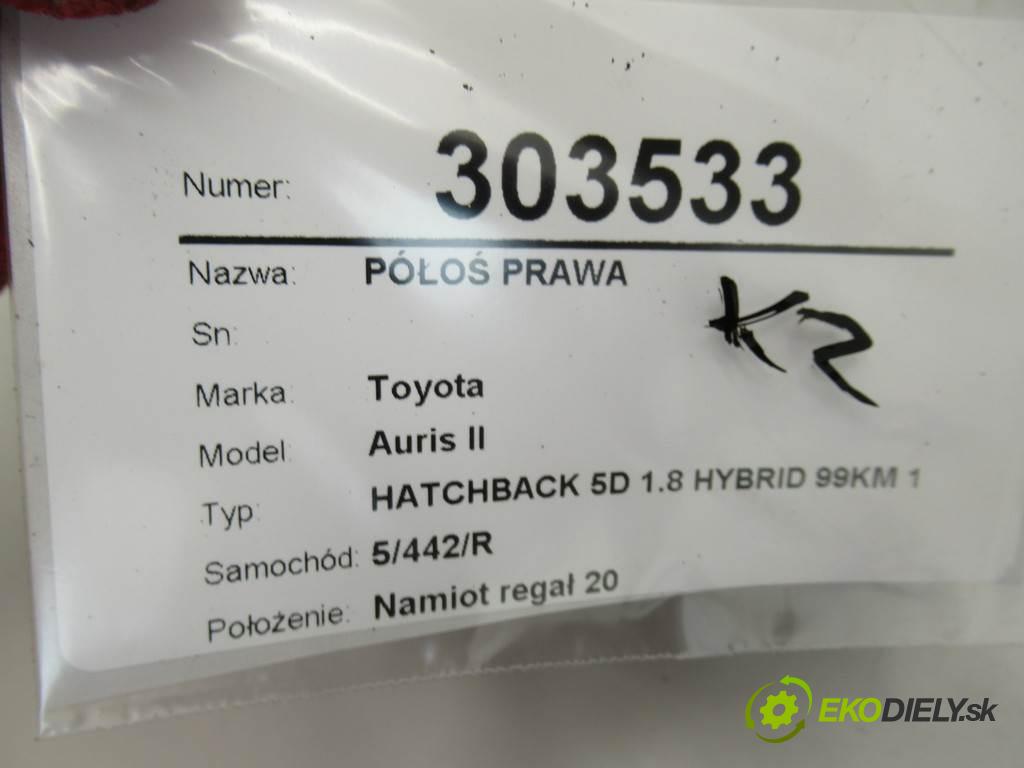 Numer: 303533
Nazwa: PÓŁOŚ PRAWA
K2
Sn:
Marka: Toyota
Model: Auris II
Typ: HATCHBACK 5D 1.8 HYBRID 99KM 1
Samochód: 5/442/R
Położenie: Namiot regał 20
EKODIELY.sk